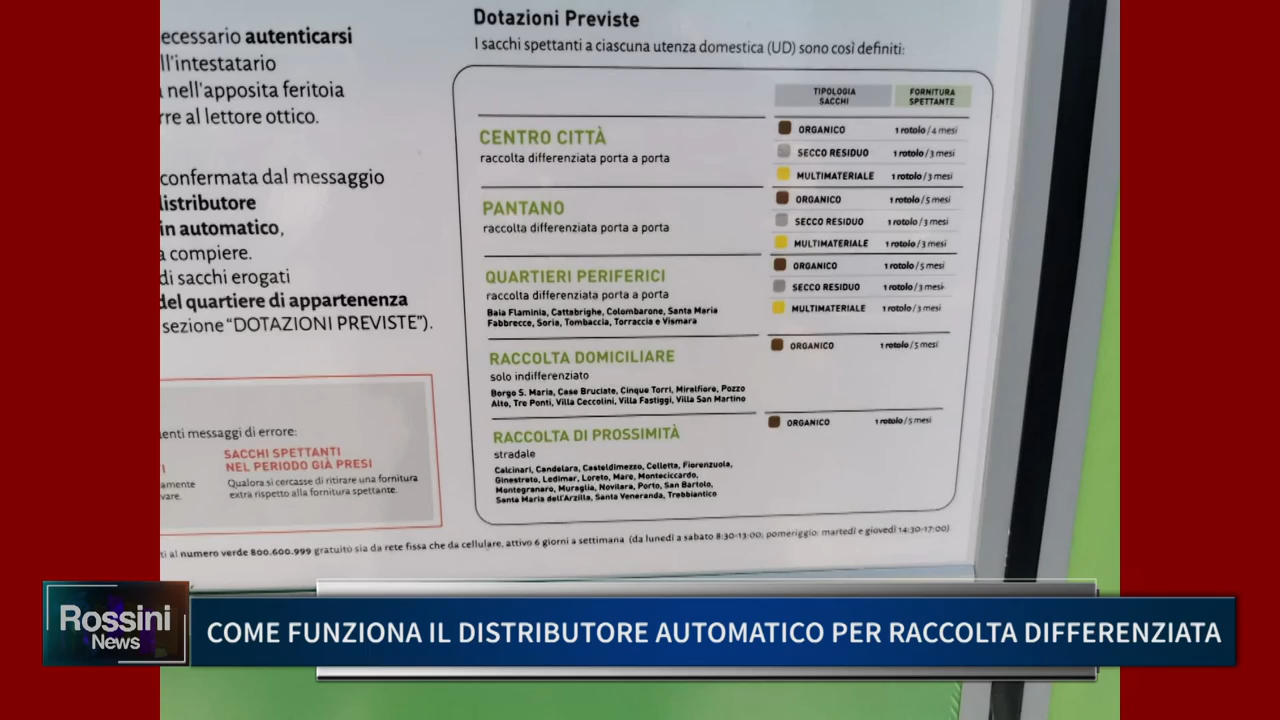 ecessario autenticarsi
ll'intestatario
nell'apposita feritoia
rre al lettore ottico.
confermata dal messaggio
distributore
in automatico,
a compiere.
di sacchi erogati
del quartiere di appartenenza
sezione "DOTAZIONI PREVISTE").
enti messaggi di errore:
SACCHI SPETTANTI
NEL PERIODO GIÀ PRESI
amente
Qualora si cercasse di ritirare una fornitura
vare.
extra rispetto alla fornitura spettante.
Dotazioni Previste
I sacchi spettanti a ciascuna utenza domestica (UD) sono così definiti:
TIPOLOGIA SACCHI
FORNITURA SPETTANTE
CENTRO CITTÀ
raccolta differenziata porta a porta
ORGANICO 1 rotolo / 4 mesi
SECCO RESIDUO 1 rotolo / 3 mesi
MULTIMATERIALE 1 rotolo / 3 mesi
PANTANO
raccolta differenziata porta a porta
ORGANICO 1 rotolo / 5 mesi
SECCO RESIDUO 1 rotolo / 3 mesi
MULTIMATERIALE 1 rotolo / 3 mesi
QUARTIERI PERIFERICI
raccolta differenziata porta a porta
Baia Flaminia, Cattabrighe, Colombarone, Santa Maria
Fabbrecce, Soria, Tombaccia, Torraccia e Vismara
ORGANICO 1 rotolo / 5 mesi
SECCO RESIDUO 1 rotolo / 3 mesi
MULTIMATERIALE 1 rotolo / 3 mesi
RACCOLTA DOMICILIARE
solo indifferenziato
Borgo S. Maria, Case Bruciate, Cinque Torri, Miralfiore, Pozzo
Alto, Tre Ponti, Villa Ceccolini, Villa Fastiggi, Villa San Martino
ORGANICO 1 rotolo / 5 mesi
RACCOLTA DI PROSSIMITÀ
stradale
Calcinari, Candelara, Casteldimezzo, Celletta, Fiorenzuola,
Ginestreto, Ledimar, Loreto, Mare, Monteciccardo,
Montegranaro, Muraglia, Novilara, Porto, San Bartolo,
Santa Maria dell'Arzilla, Santa Veneranda, Trebbiantico
ORGANICO 1 rotolo / 5 mesi
ti al numero verde 800.600.999 gratuito sia da rete fissa che da cellulare, attivo 6 giorni a settimana (da lunedì a sabato 8:30-13:00; pomeriggio: martedì e giovedì 14:30-17:00)
Rossini
News
COME FUNZIONA IL DISTRIBUTORE AUTOMATICO PER RACCOLTA DIFFERENZIATA